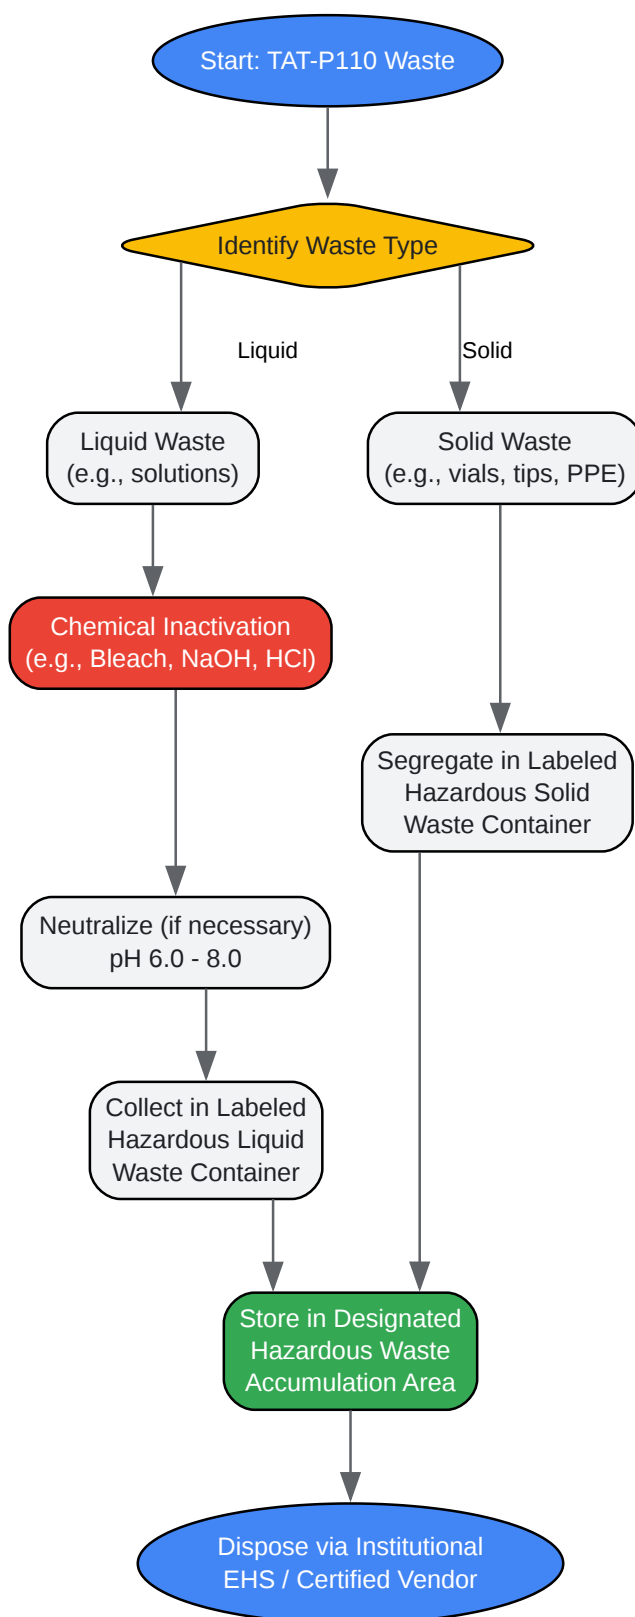 Start: TAT-P110 Waste
Identify Waste Type
Liquid
Solid
Liquid Waste
(e.g., solutions)
Solid Waste
(e.g., vials, tips, PPE)
Chemical Inactivation
(e.g., Bleach, NaOH, HCl)
Segregate in Labeled
Hazardous Solid
Waste Container
Neutralize (if necessary)
pH 6.0 - 8.0
Collect in Labeled
Hazardous Liquid
Waste Container
Store in Designated
Hazardous Waste
Accumulation Area
Dispose via Institutional
EHS / Certified Vendor